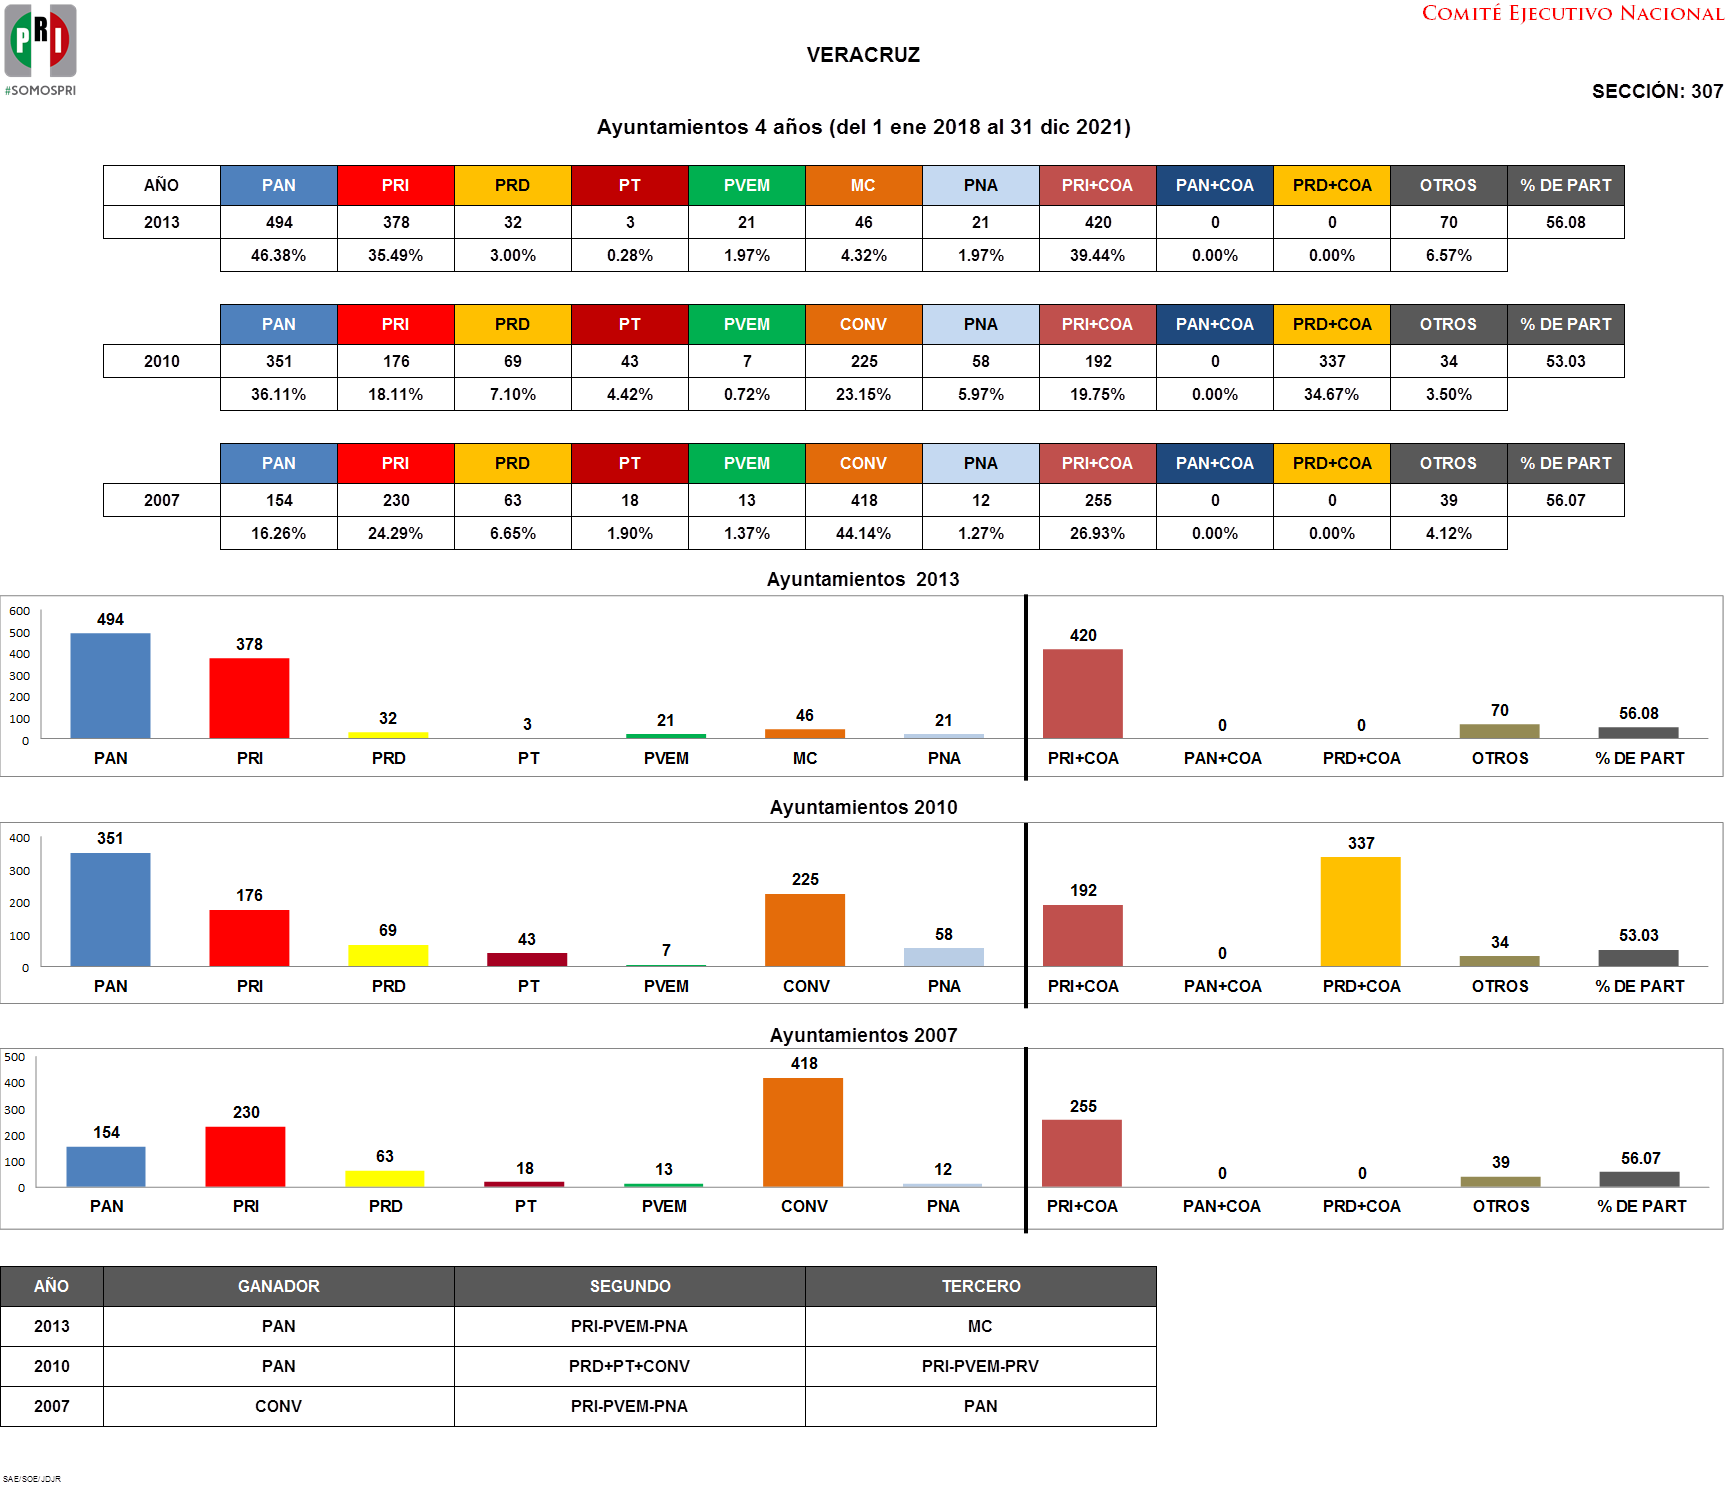 PRI
#SOMOSPRI
COMITÉ EJECUTIVO NACIONAL
VERACRUZ
SECCIÓN: 307
Ayuntamientos 4 años (del 1 ene 2018 al 31 dic 2021)
AÑO PAN PRI PRD PT PVEM MC PNA PRI+COA PAN+COA PRD+COA OTROS % DE PART
2013 494 378 32 3 21 46 21 420 0 0 70 56.08
46.38% 35.49% 3.00% 0.28% 1.97% 4.32% 1.97% 39.44% 0.00% 0.00% 6.57%
PAN PRI PRD PT PVEM CONV PNA PRI+COA PAN+COA PRD+COA OTROS % DE PART
2010 351 176 69 43 7 225 58 192 0 337 34 53.03
36.11% 18.11% 7.10% 4.42% 0.72% 23.15% 5.97% 19.75% 0.00% 34.67% 3.50%
PAN PRI PRD PT PVEM CONV PNA PRI+COA PAN+COA PRD+COA OTROS % DE PART
2007 154 230 63 18 13 418 12 255 0 0 39 56.07
16.26% 24.29% 6.65% 1.90% 1.37% 44.14% 1.27% 26.93% 0.00% 0.00% 4.12%
Ayuntamientos 2013
600
500
400
300
200
100
0
494 378 32 3 21 46 21 420 0 0 70 56.08
PAN PRI PRD PT PVEM MC PNA PRI+COA PAN+COA PRD+COA OTROS % DE PART
Ayuntamientos 2010
400
300
200
100
0
351 176 69 43 7 225 58 192 0 337 34 53.03
PAN PRI PRD PT PVEM CONV PNA PRI+COA PAN+COA PRD+COA OTROS % DE PART
Ayuntamientos 2007
500
400
300
200
100
0
154 230 63 18 13 418 12 255 0 0 39 56.07
PAN PRI PRD PT PVEM CONV PNA PRI+COA PAN+COA PRD+COA OTROS % DE PART
AÑO GANADOR SEGUNDO TERCERO
2013 PAN PRI-PVEM-PNA MC
2010 PAN PRD+PT+CONV PRI-PVEM-PRV
2007 CONV PRI-PVEM-PNA PAN
SAE/SOE/JDJR